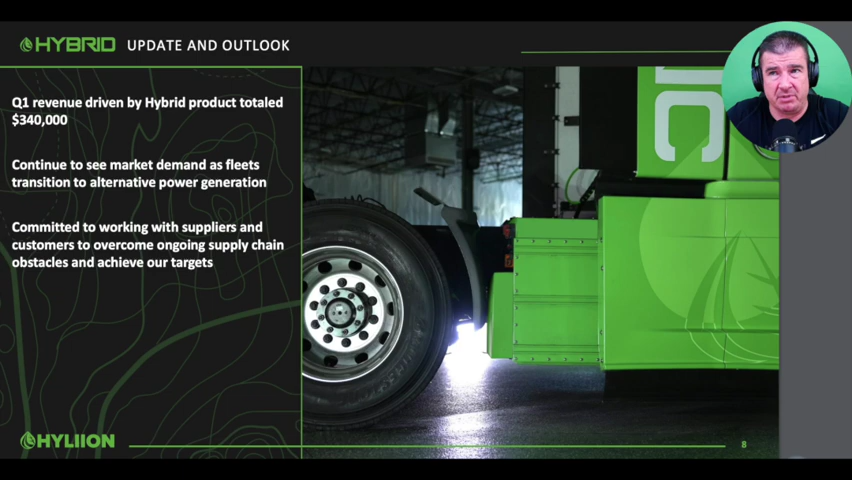 HYBRID UPDATE AND OUTLOOK
Q1 revenue driven by Hybrid product totaled
$340,000
Continue to see market demand as fleets
transition to alternative power generation
Committed to working with suppliers and
customers to overcome ongoing supply chain
obstacles and achieve our targets
HYLIION
8